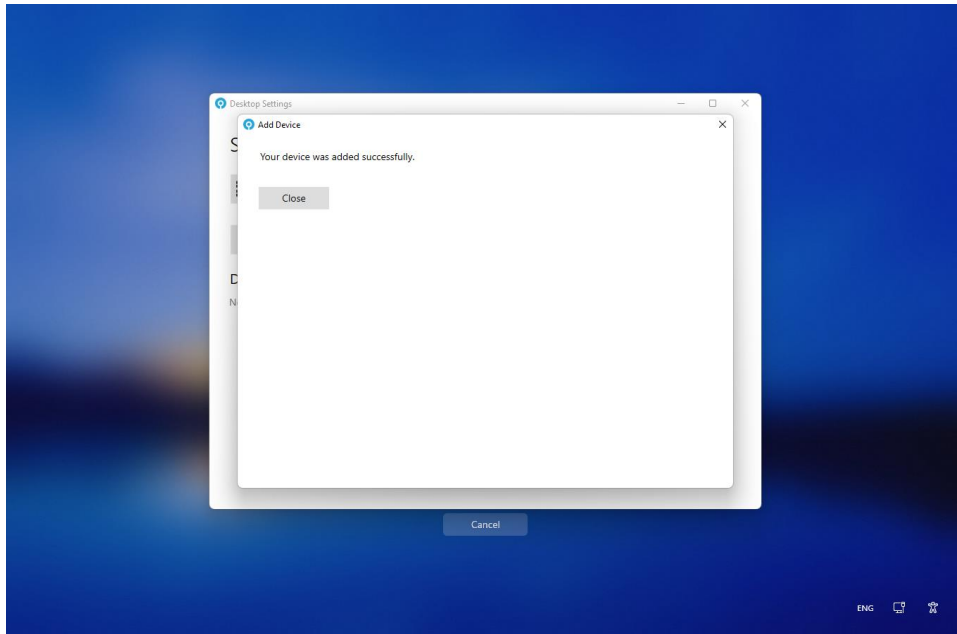 Desktop Settings
Add Device
S
Your device was added successfully.
Close
D
N
Cancel
ENG